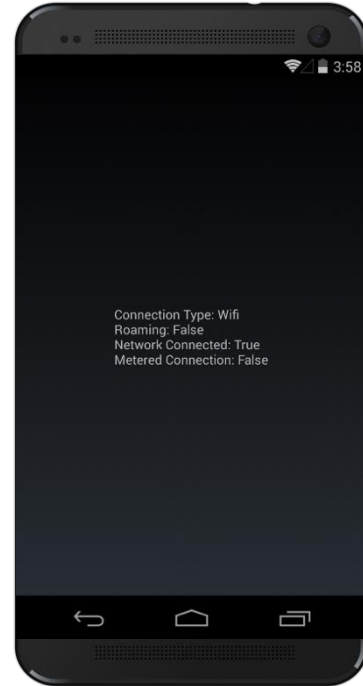 3:58
Connection Type: Wifi
Roaming: False
Network Connected: True
Metered Connection: False